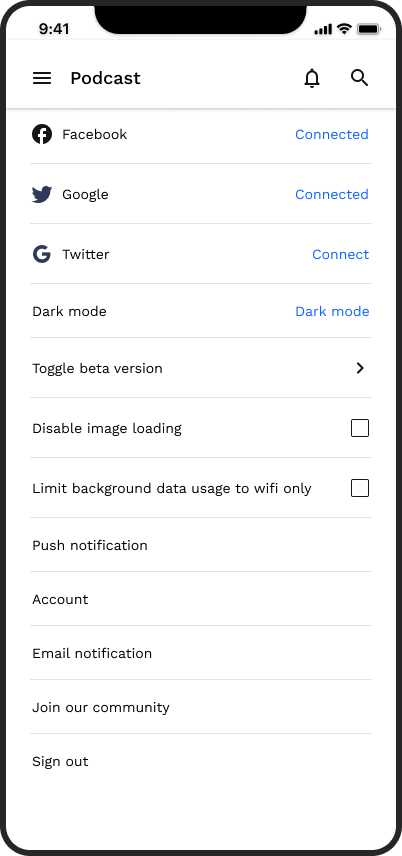 9:41
Podcast
Facebook Connected
Google Connected
Twitter Connect
Dark mode Dark mode
Toggle beta version
Disable image loading
Limit background data usage to wifi only
Push notification
Account
Email notification
Join our community
Sign out